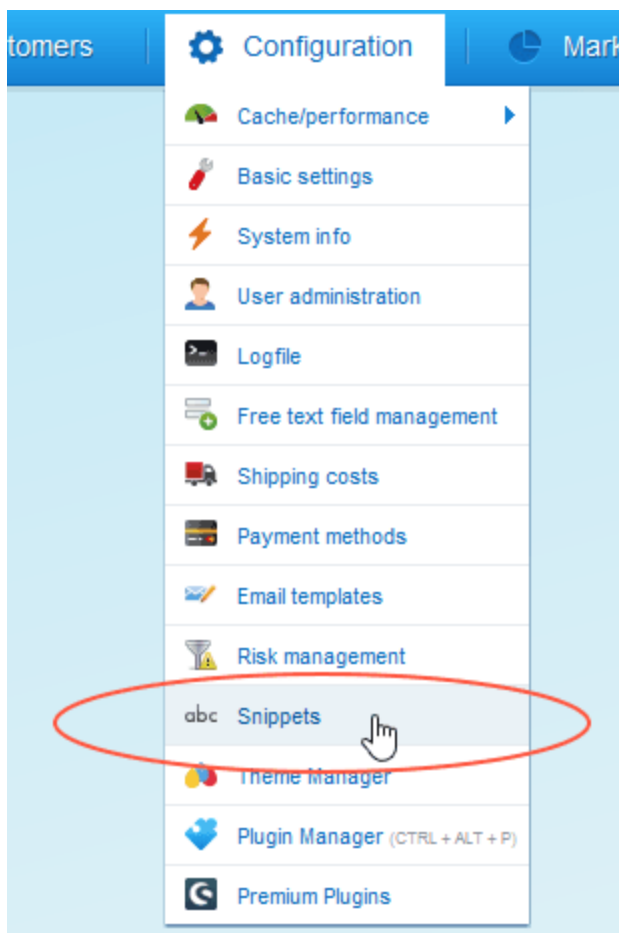 tomers Configuration Mark
Cache/performance
Basic settings
System info
User administration
Logfile
Free text field management
Shipping costs
Payment methods
Email templates
Risk management
abc Snippets
Theme Manager
Plugin Manager (CTRL + ALT + P)
Premium Plugins